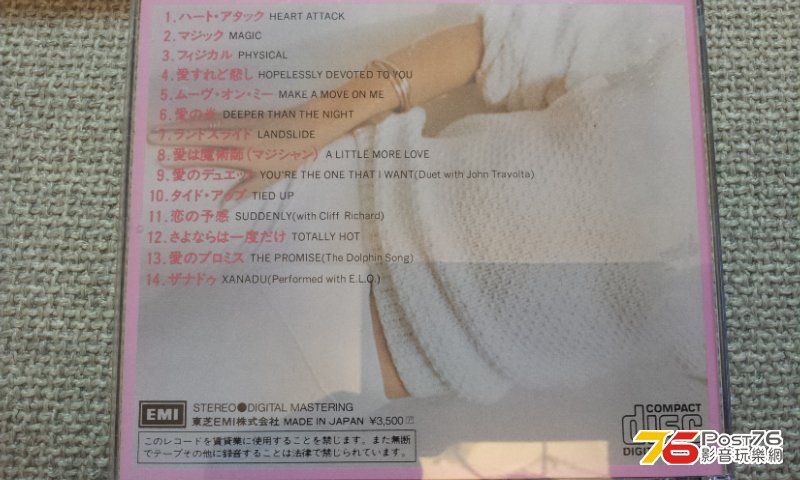 1. ハート・アタック HEART ATTACK
2. マジック MAGIC
3. フィジカル PHYSICAL
4. 愛すれど悲し HOPELESSLY DEVOTED TO YOU
5. ムーヴ・オン・ミー MAKE A MOVE ON ME
6. 愛の光 DEEPER THAN THE NIGHT
7. ランドスライド LANDSLIDE
8. 愛は魔術師(マジシャン) A LITTLE MORE LOVE
9. 愛のデュエット YOU'RE THE ONE THAT I WANT(Duet with John Travolta)
10. タイド・アップ TIED UP
11. 恋の予感 SUDDENLY(with Cliff Richard)
12. さよならは一度だけ TOTALLY HOT
13. 愛のプロミス THE PROMISE(The Dolphin Song)
14. ザナドゥ XANADU(Performed with E.L.O.)
EMI STEREO●DIGITAL MASTERING
東芝EMI株式会社 MADE IN JAPAN ¥3,500
このレコードを賃貸業に使用することを禁じます。また無断
でテープその他に録音することは法律で禁じられています。
COMPACT
disc
76 Post76
影音玩樂網